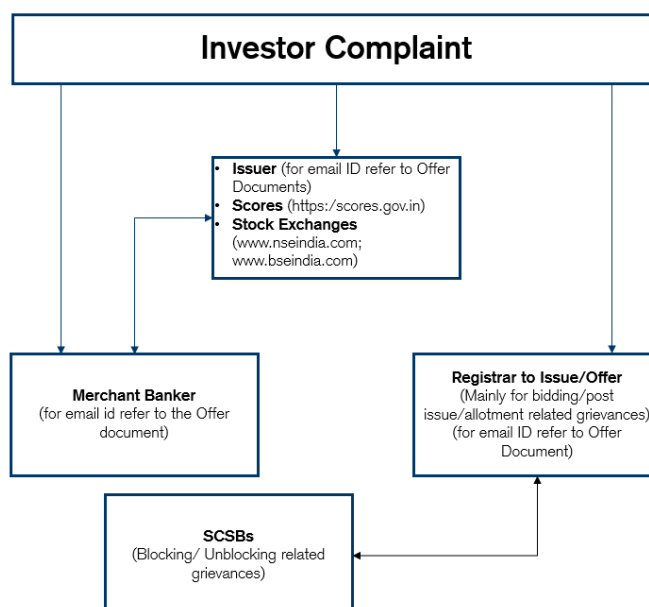 Investor Complaint
• Issuer (for email ID refer to Offer
Documents)
• Scores (https:/scores.gov.in)
• Stock Exchanges
(www.nseindia.com;
www.bseindia.com)
Merchant Banker
(for email id refer to the Offer
document)
Registrar to Issue/Offer
(Mainly for bidding/post
issue/allotment related grievances)
(for email ID refer to Offer
Document)
SCSBs
(Blocking/ Unblocking related
grievances)